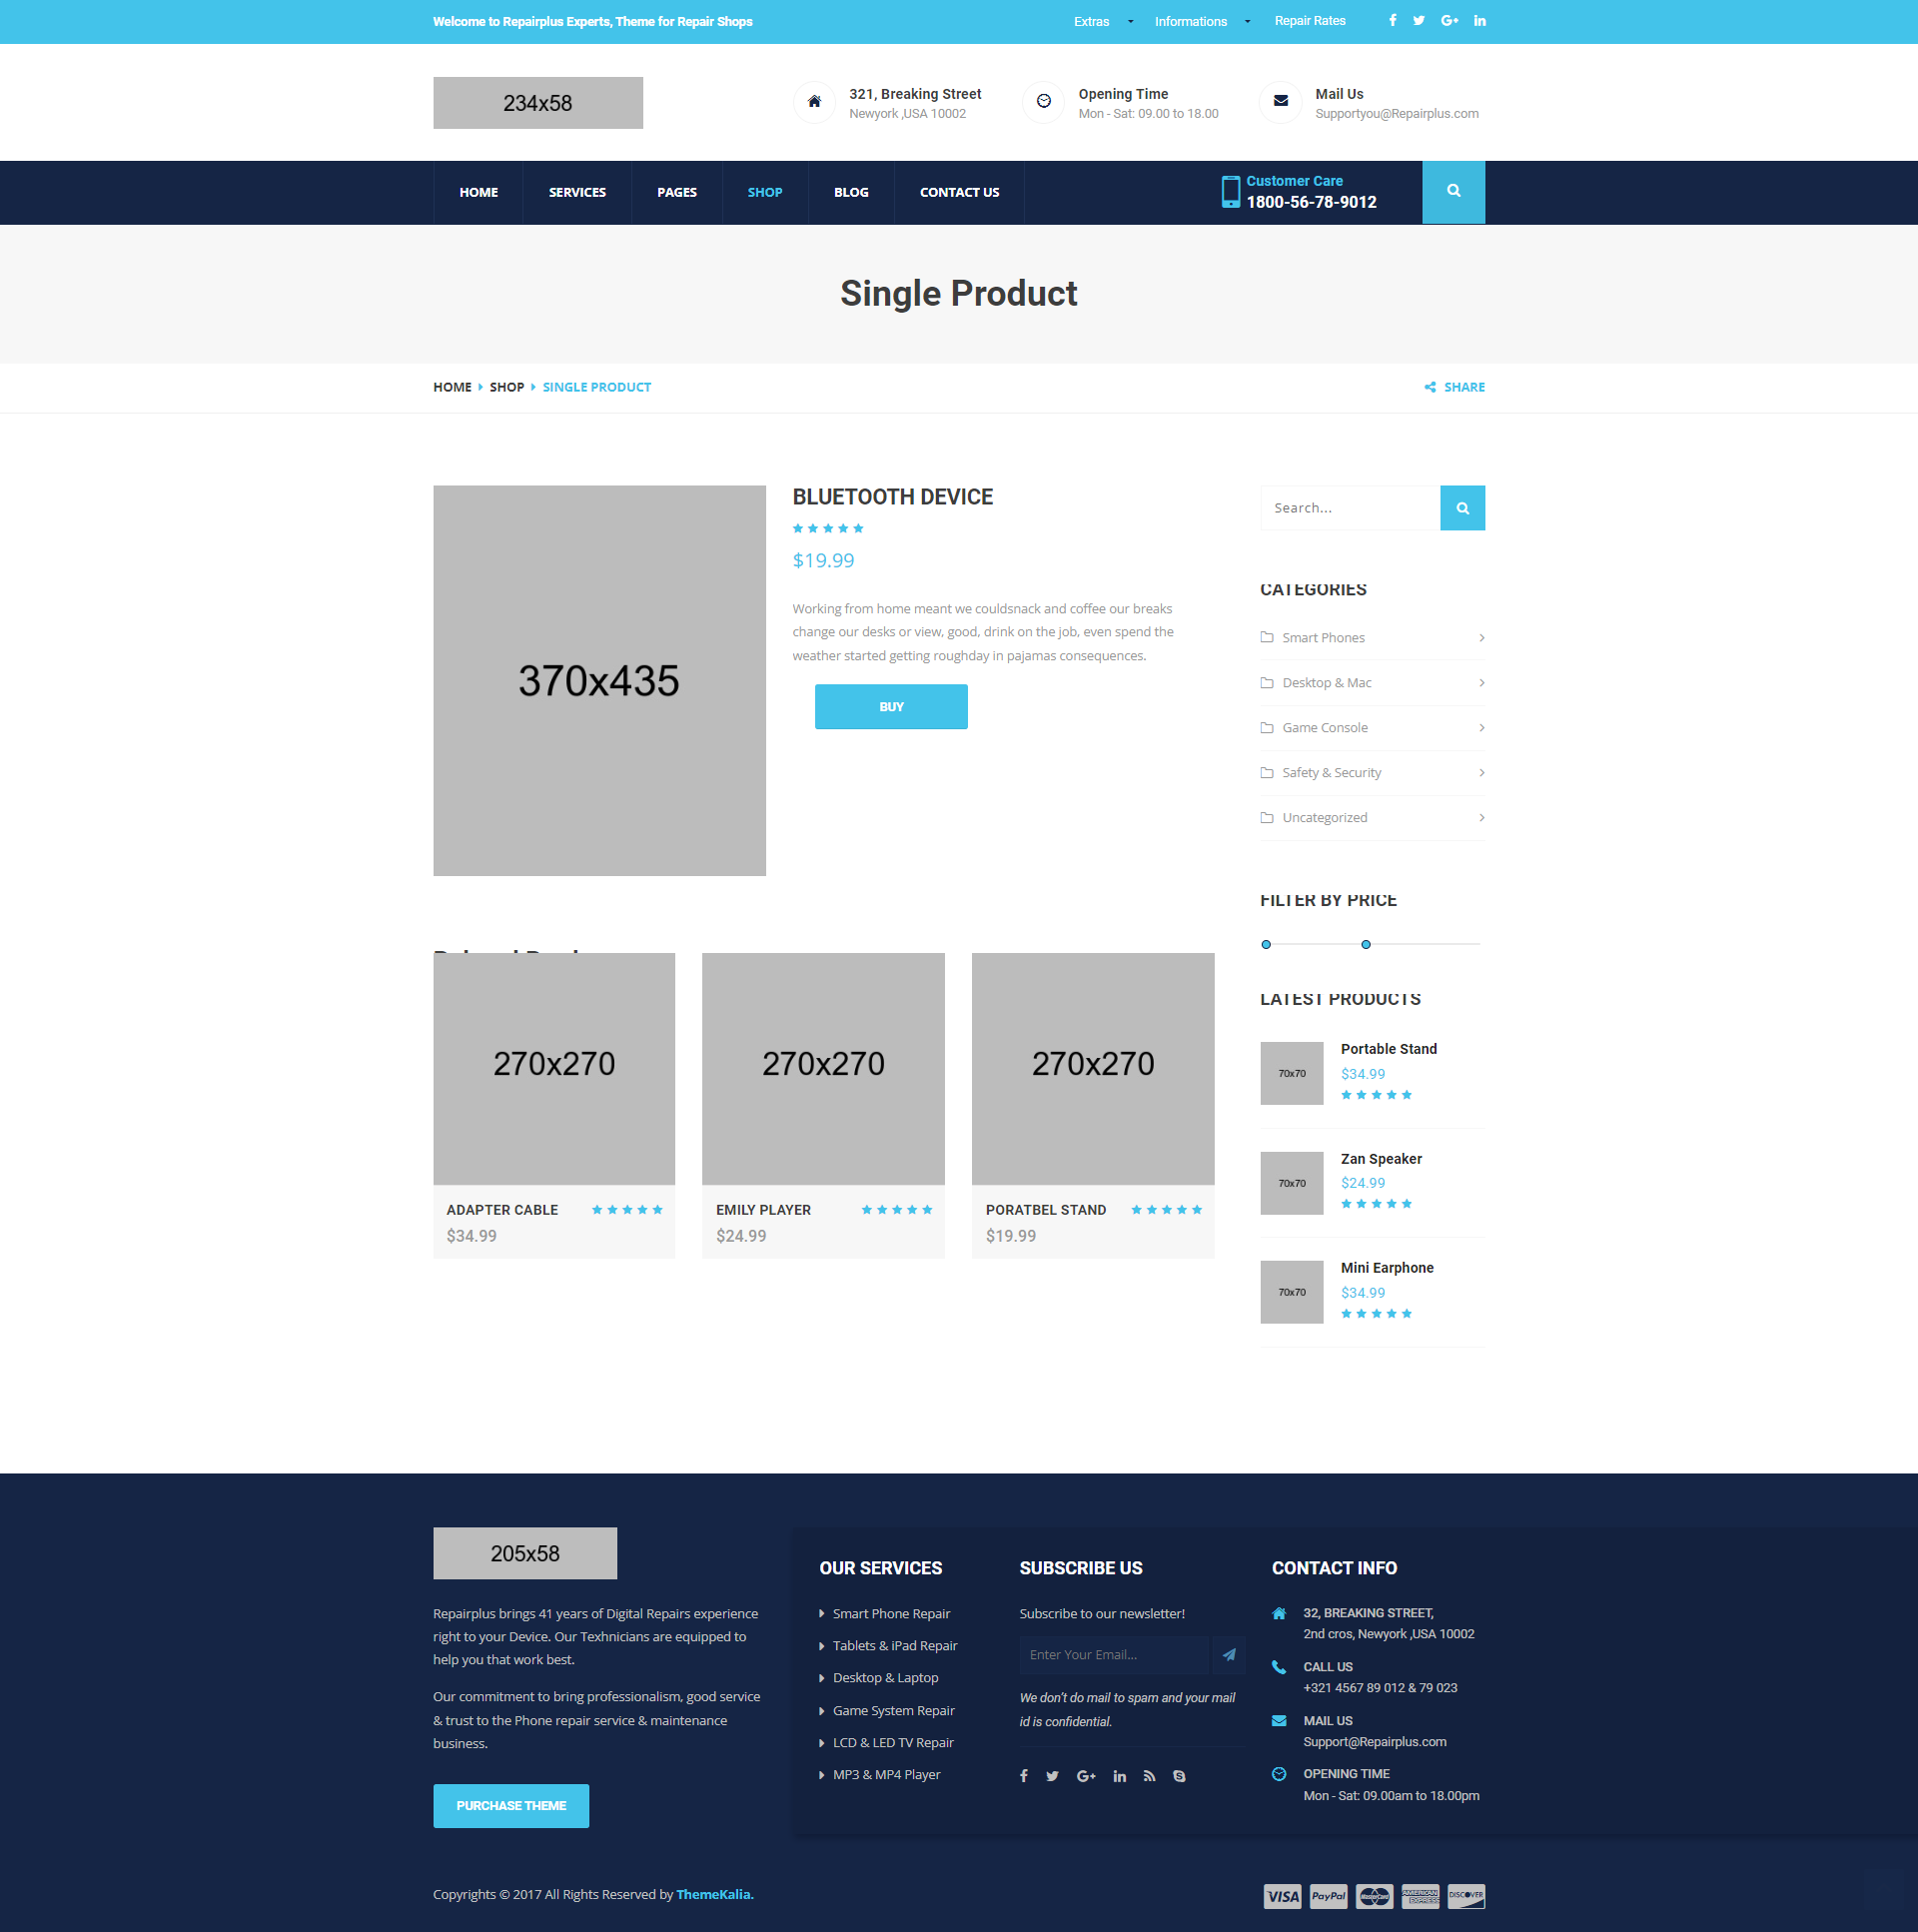 Welcome to Repairplus Experts, Theme for Repair Shops
Extras
Informations
Repair Rates
234x58
321, Breaking Street
Newyork ,USA 10002
Opening Time
Mon - Sat: 09.00 to 18.00
Mail Us
Supportyou@Repairplus.com
HOME
SERVICES
PAGES
SHOP
BLOG
CONTACT US
Customer Care
1800-56-78-9012
Single Product
HOME SHOP SINGLE PRODUCT
SHARE
370x435
BLUETOOTH DEVICE
$19.99
Working from home meant we couldsnack and coffee our breaks
change our desks or view, good, drink on the job, even spend the
weather started getting roughday in pajamas consequences.
BUY
Search...
CATEGORIES
Smart Phones
Desktop & Mac
Game Console
Safety & Security
Uncategorized
FILTER BY PRICE
LATEST PRODUCTS
70x70
Portable Stand
$34.99
70x70
Zan Speaker
$24.99
70x70
Mini Earphone
$34.99
270x270
ADAPTER CABLE
$34.99
270x270
EMILY PLAYER
$24.99
270x270
PORATBEL STAND
$19.99
205x58
Repairplus brings 41 years of Digital Repairs experience
right to your Device. Our Texhnicians are equipped to
help you that work best.
Our commitment to bring professionalism, good service
& trust to the Phone repair service & maintenance
business.
PURCHASE THEME
OUR SERVICES
Smart Phone Repair
Tablets & iPad Repair
Desktop & Laptop
Game System Repair
LCD & LED TV Repair
MP3 & MP4 Player
SUBSCRIBE US
Subscribe to our newsletter!
Enter Your Email...
We don't do mail to spam and your mail
id is confidential.
CONTACT INFO
32, BREAKING STREET,
2nd cros, Newyork ,USA 10002
CALL US
+321 4567 89 012 & 79 023
MAIL US
Support@Repairplus.com
OPENING TIME
Mon - Sat: 09.00am to 18.00pm
Copyrights © 2017 All Rights Reserved by ThemeKalia.
VISA
PayPal
MasterCard
AMERICAN EXPRESS
DISCOVER